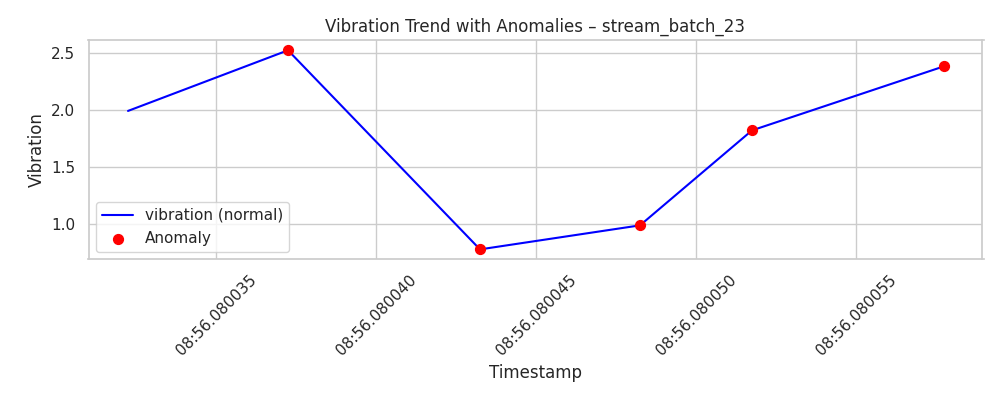 Vibration Trend with Anomalies – stream_batch_23
Vibration
2.5
2.0
1.5
1.0
vibration (normal)
Anomaly
08:56.080035
08:56.080040
08:56.080045
08:56.080050
08:56.080055
Timestamp